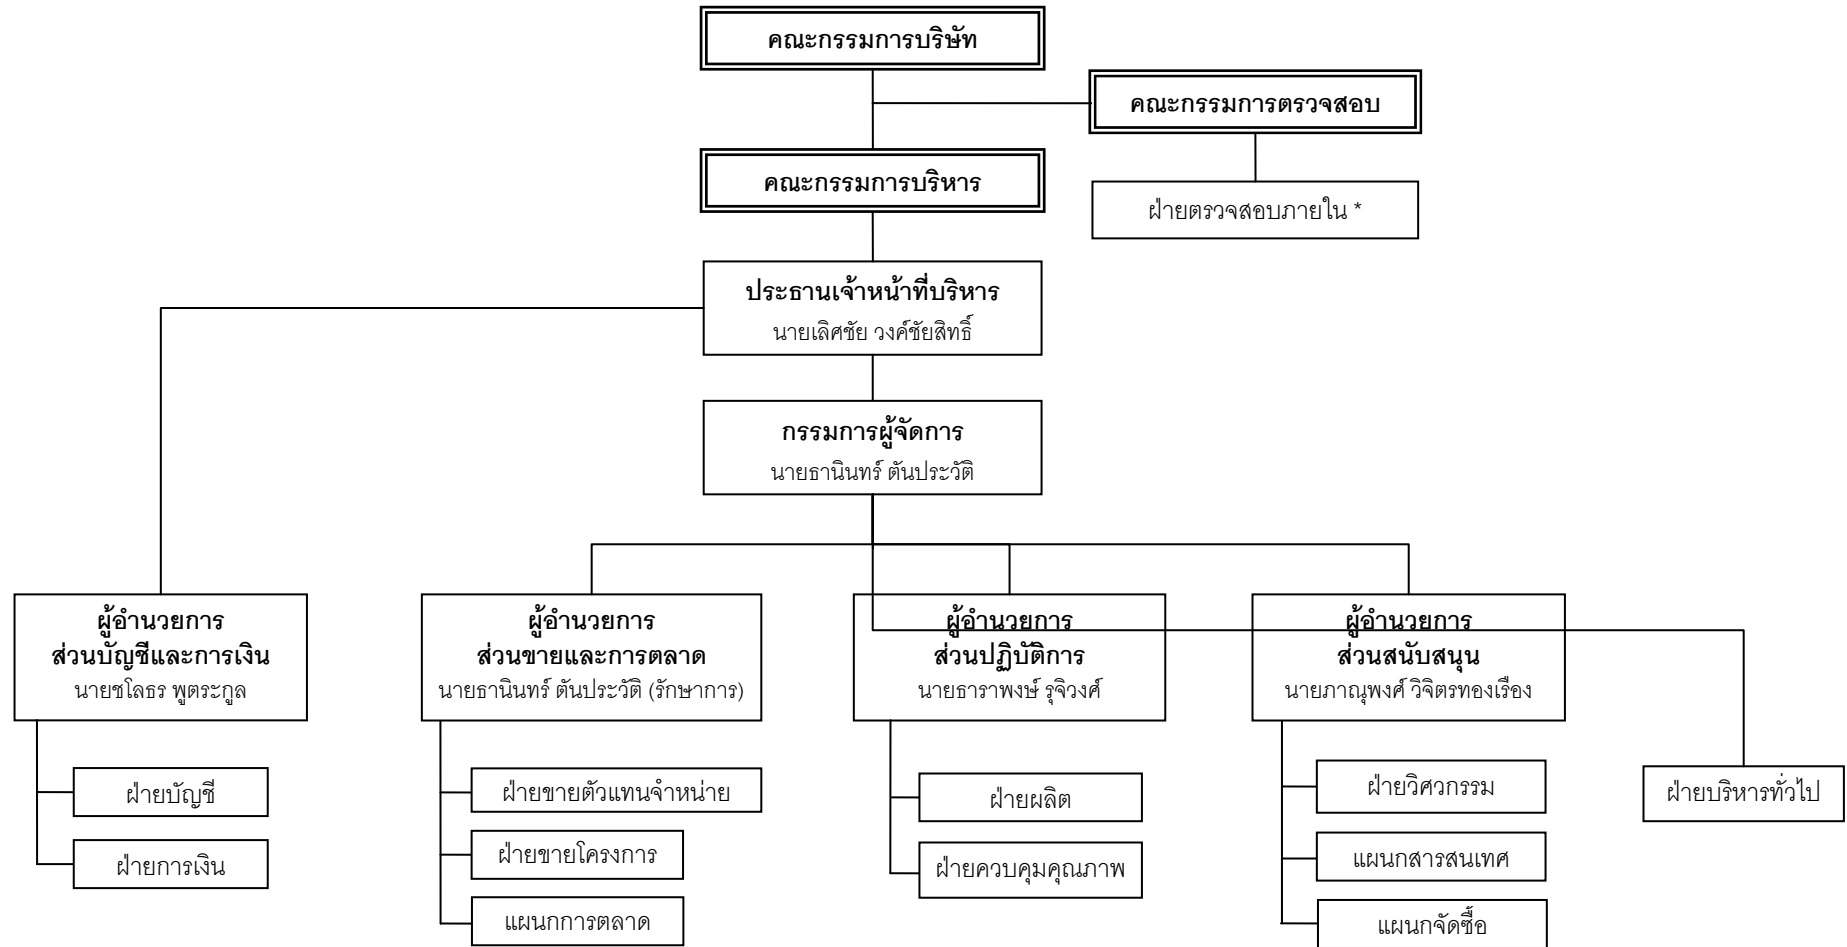 คณะกรรมการบริษัท
คณะกรรมการตรวจสอบ
คณะกรรมการบริหาร
ฝ่ายตรวจสอบภายใน *
ประธานเจ้าหน้าที่บริหาร
นายเลิศชัย วงค์ชัยสิทธิ์
กรรมการผู้จัดการ
นายธานินทร์ ตันประวัติ
ผู้อำนวยการ
ส่วนบัญชีและการเงิน
นายชโลธร พูตระกูล
ฝ่ายบัญชี
ฝ่ายการเงิน
ผู้อำนวยการ
ส่วนขายและการตลาด
นายธานินทร์ ตันประวัติ (รักษาการ)
ฝ่ายขายตัวแทนจำหน่าย
ฝ่ายขายโครงการ
แผนกการตลาด
ผู้อำนวยการ
ส่วนปฏิบัติการ
นายธาราพงษ์ รุจิวงศ์
ฝ่ายผลิต
ฝ่ายควบคุมคุณภาพ
ผู้อำนวยการ
ส่วนสนับสนุน
นายภาณุพงศ์ วิจิตรทองเรือง
ฝ่ายวิศวกรรม
แผนกสารสนเทศ
แผนกจัดซื้อ
ฝ่ายบริหารทั่วไป